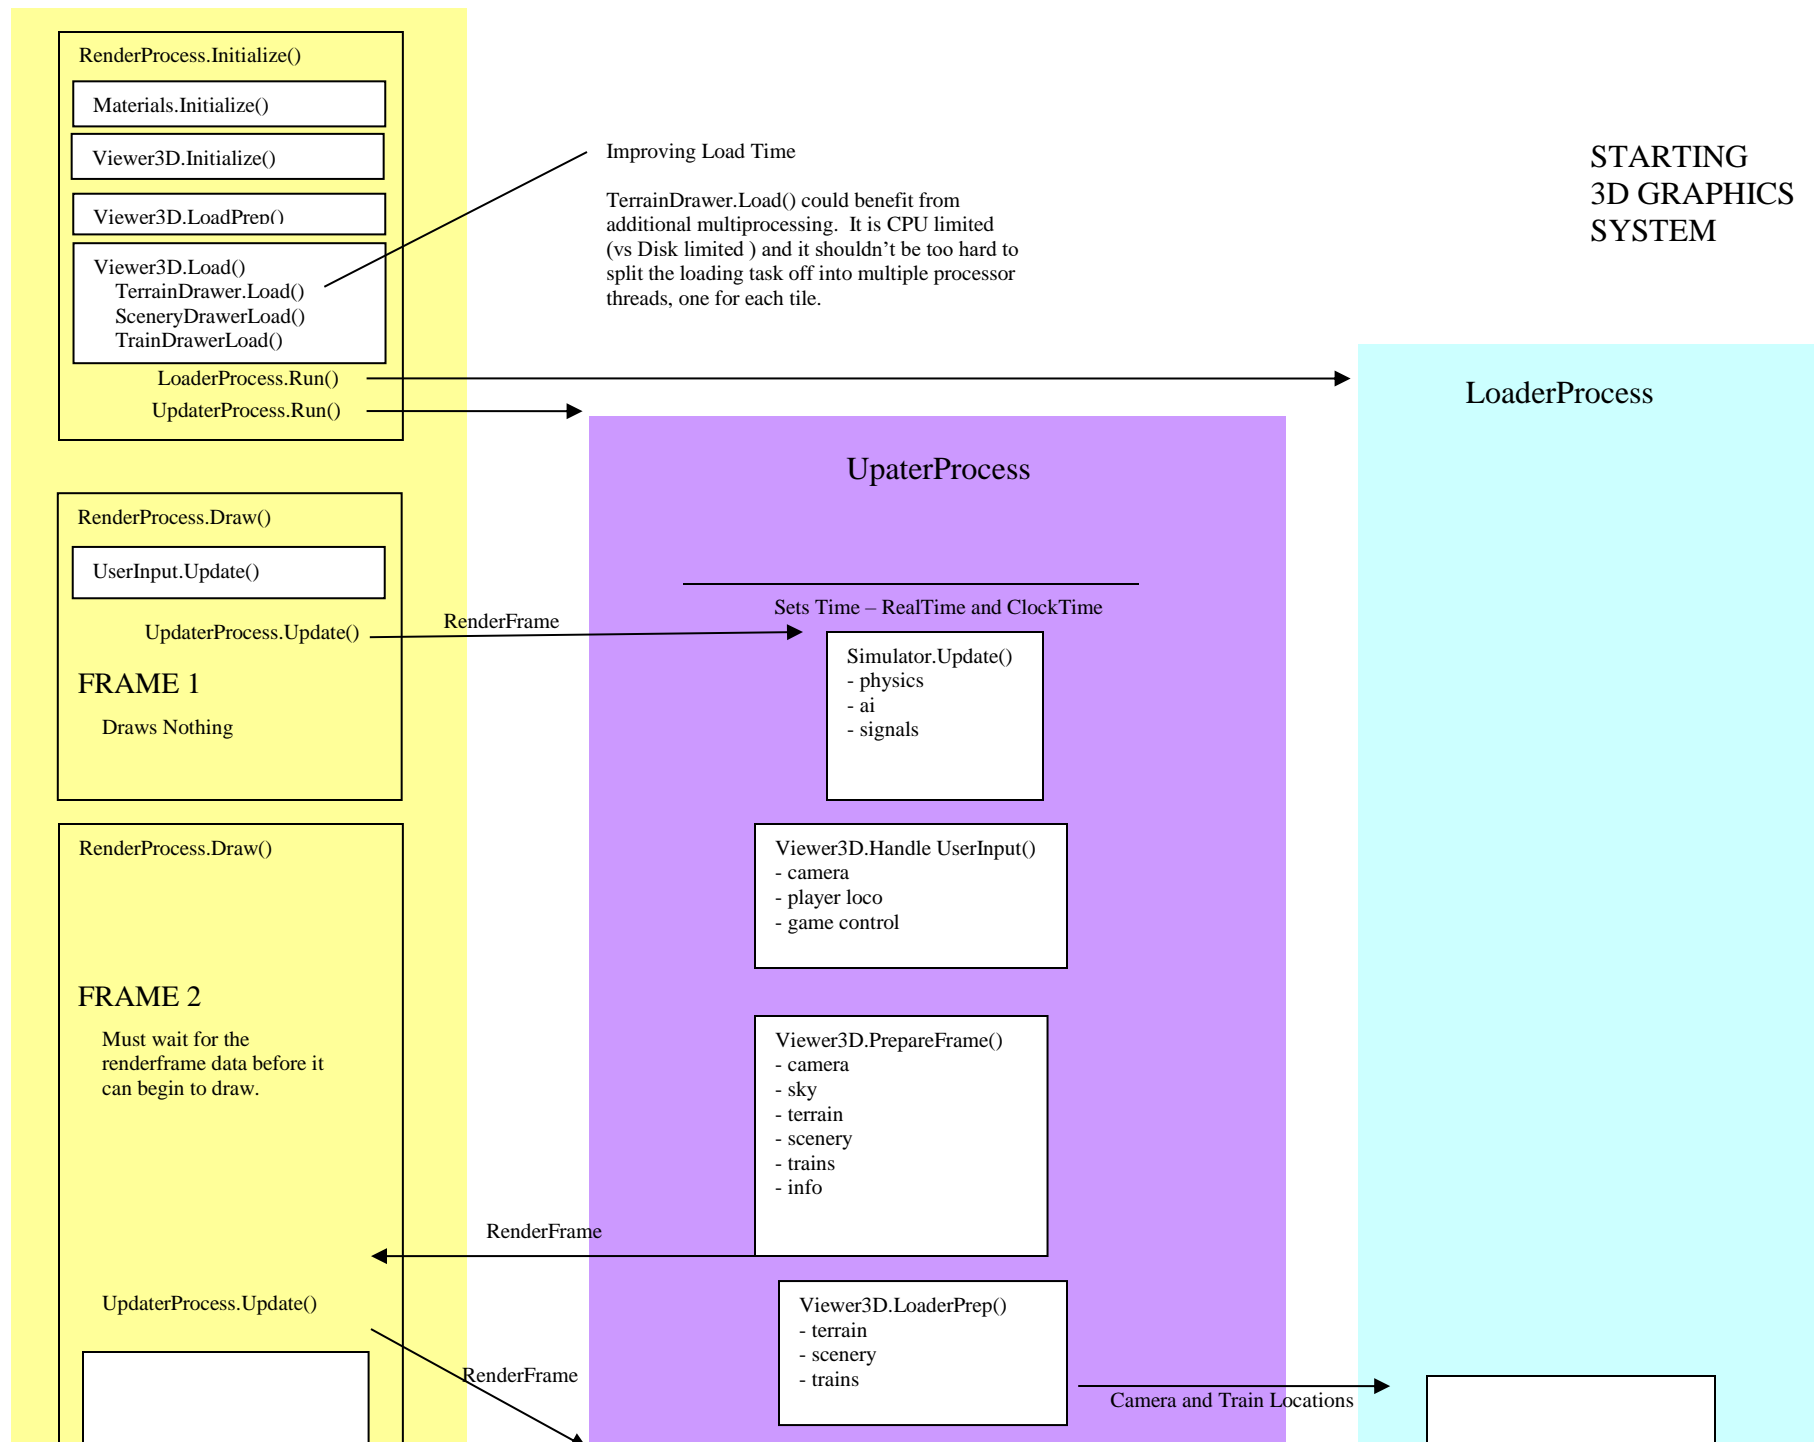 RenderProcess.Initialize()
Materials.Initialize()
Viewer3D.Initialize()
Viewer3D.LoadPrep()
Viewer3D.Load()
TerrainDrawer.Load()
SceneryDrawerLoad()
TrainDrawerLoad()
LoaderProcess.Run()
UpdaterProcess.Run()
Improving Load Time
TerrainDrawer.Load() could benefit from
additional multiprocessing.  It is CPU limited
(vs Disk limited ) and it shouldn’t be too hard to
split the loading task off into multiple processor
threads, one for each tile.
STARTING
3D GRAPHICS
SYSTEM
LoaderProcess
UpaterProcess
RenderProcess.Draw()
UserInput.Update()
UpdaterProcess.Update()
FRAME 1
Draws Nothing
RenderFrame
Sets Time – RealTime and ClockTime
Simulator.Update()
- physics
- ai
- signals
RenderProcess.Draw()
FRAME 2
Must wait for the
renderframe data before it
can begin to draw.
Viewer3D.Handle UserInput()
- camera
- player loco
- game control
Viewer3D.PrepareFrame()
- camera
- sky
- terrain
- scenery
- trains
- info
RenderFrame
UpdaterProcess.Update()
RenderFrame
Viewer3D.LoaderPrep()
- terrain
- scenery
- trains
Camera and Train Locations